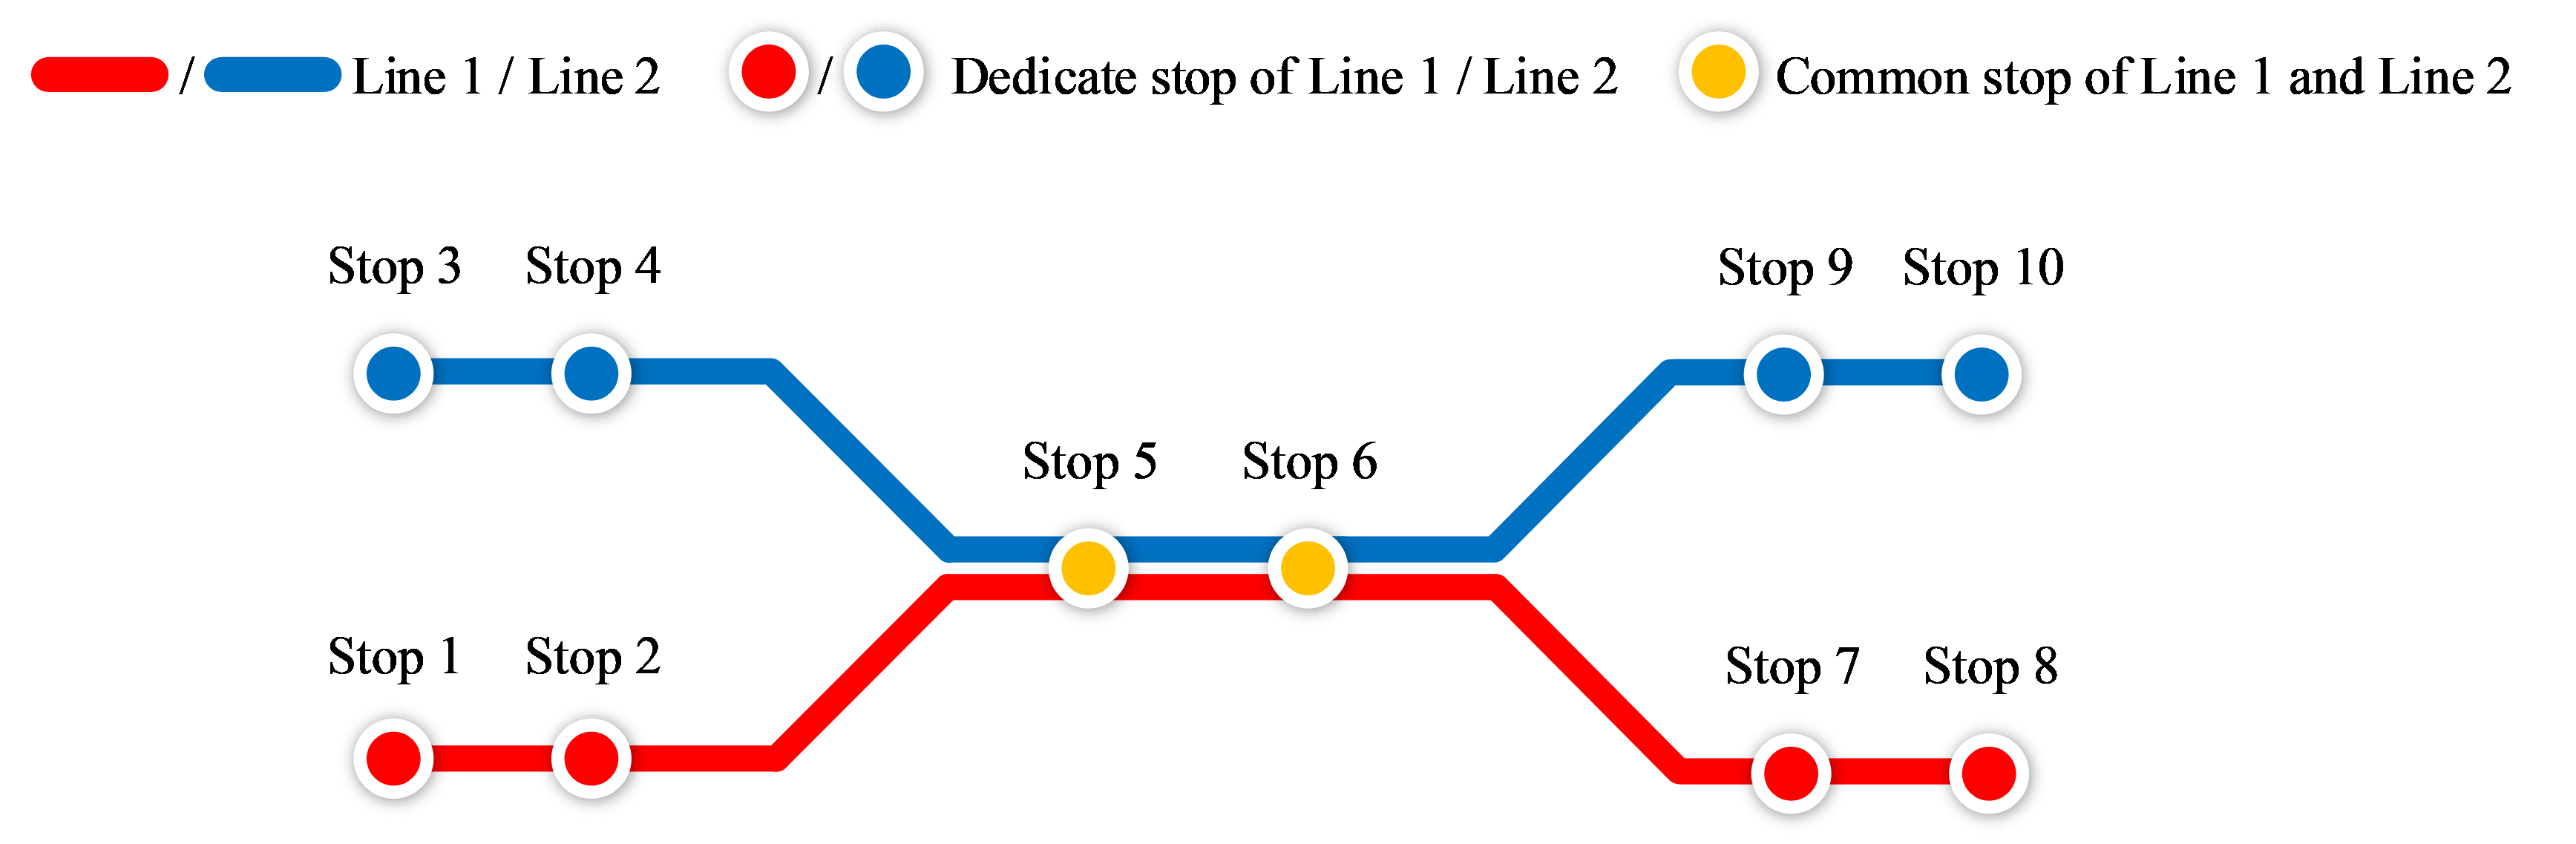 / Line 1 / Line 2 / Dedicate stop of Line 1 / Line 2 Common stop of Line 1 and Line 2
Stop 3 Stop 4 Stop 9 Stop 10
Stop 5 Stop 6
Stop 1 Stop 2 Stop 7 Stop 8